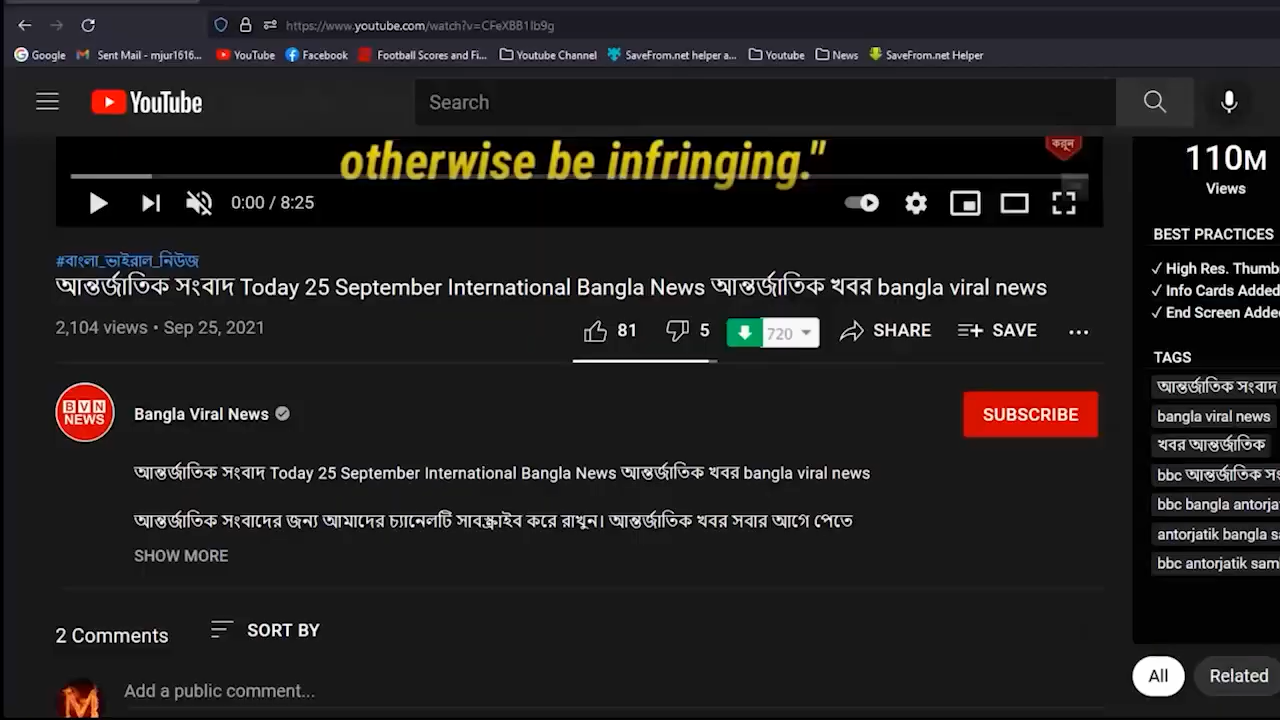 https://www.youtube.com/watch?v=CFeXBB1lb9g
Google
Sent Mail - mjur1616...
YouTube
Facebook
Football Scores and Fi...
Youtube Channel
SaveFrom.net helper a...
Youtube
News
SaveFrom.net Helper
YouTube
Search
otherwise be infringing."
করুন
0:00 / 8:25
110M
Views
BEST PRACTICES
✓ High Res. Thumb
✓ Info Cards Added
✓ End Screen Adde
TAGS
আন্তর্জাতিক সংবাদ
bangla viral news
খবর আন্তর্জাতিক
bbc আন্তর্জাতিক সং
bbc bangla antorja
antorjatik bangla sa
bbc antorjatik sam
#বাংলা_ভাইরাল_নিউজ
আন্তর্জাতিক সংবাদ Today 25 September International Bangla News আন্তর্জাতিক খবর bangla viral news
2,104 views • Sep 25, 2021
81
5
720
SHARE
SAVE
BVN
NEWS
Bangla Viral News
SUBSCRIBE
আন্তর্জাতিক সংবাদ Today 25 September International Bangla News আন্তর্জাতিক খবর bangla viral news
আন্তর্জাতিক সংবাদের জন্য আমাদের চ্যানেলটি সাবস্ক্রাইব করে রাখুন। আন্তর্জাতিক খবর সবার আগে পেতে
SHOW MORE
2 Comments
SORT BY
M
Add a public comment...
All
Related